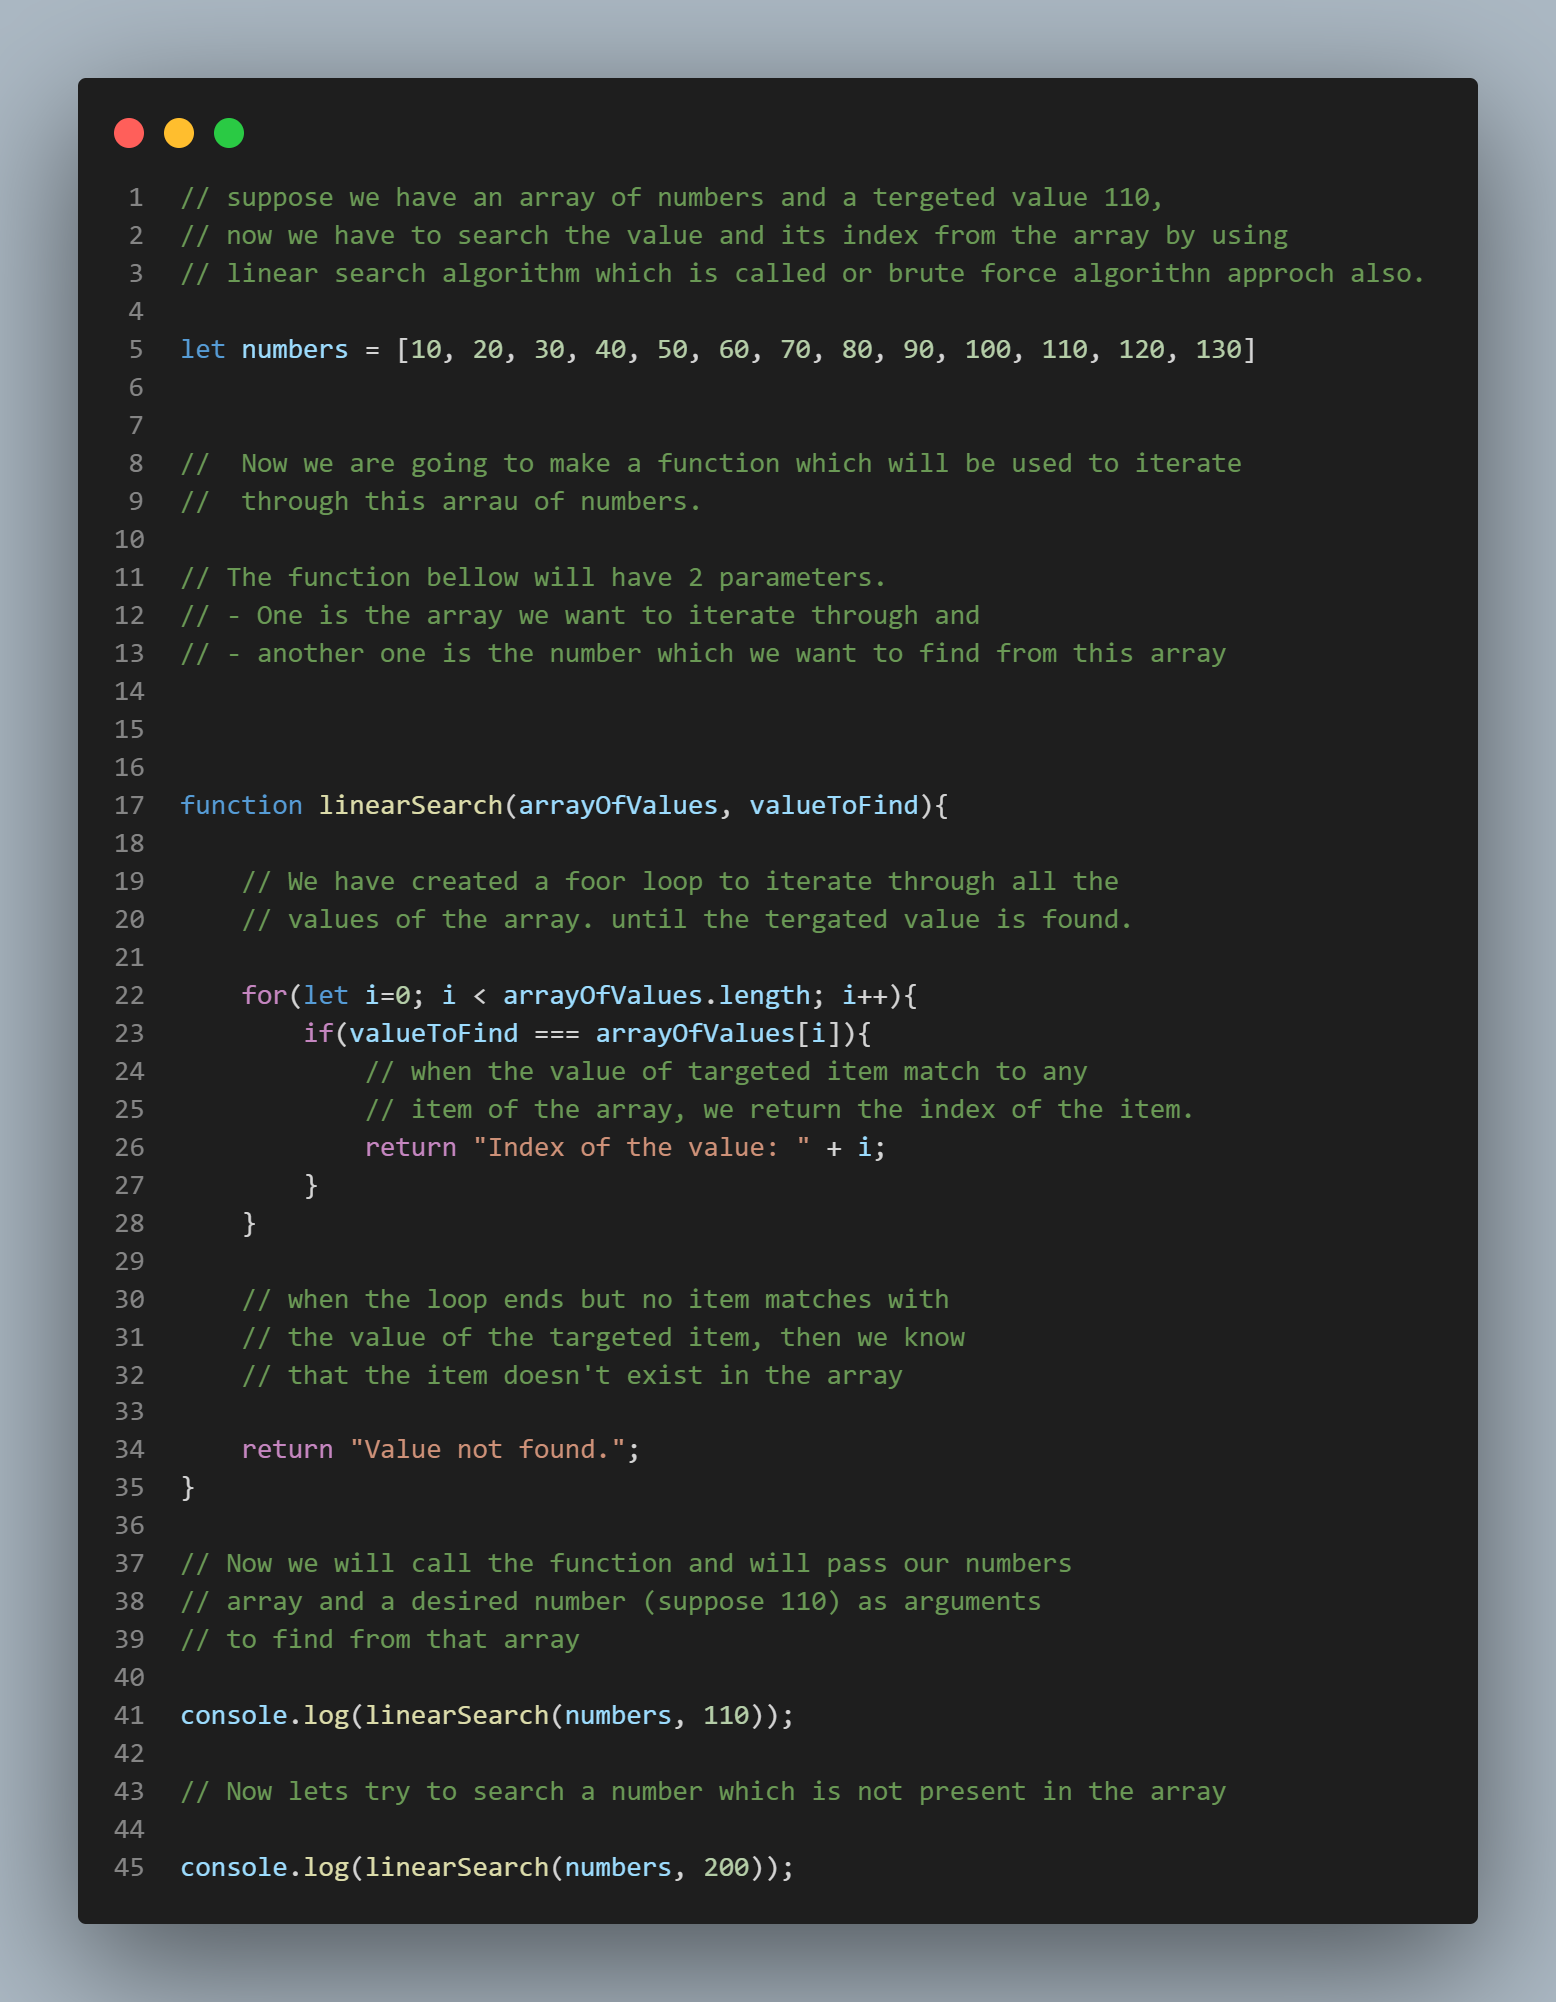 1 // suppose we have an array of numbers and a tergeted value 110,
2 // now we have to search the value and its index from the array by using
3 // linear search algorithm which is called or brute force algorithn approch also.
4
5 let numbers = [10, 20, 30, 40, 50, 60, 70, 80, 90, 100, 110, 120, 130]
6
7
8 //  Now we are going to make a function which will be used to iterate
9 //  through this arrau of numbers.
10
11 // The function bellow will have 2 parameters.
12 // - One is the array we want to iterate through and
13 // - another one is the number which we want to find from this array
14
15
16
17 function linearSearch(arrayOfValues, valueToFind){
18
19     // We have created a foor loop to iterate through all the
20     // values of the array. until the tergated value is found.
21
22     for(let i=0; i < arrayOfValues.length; i++){
23         if(valueToFind === arrayOfValues[i]){
24             // when the value of targeted item match to any
25             // item of the array, we return the index of the item.
26             return "Index of the value: " + i;
27         }
28     }
29
30     // when the loop ends but no item matches with
31     // the value of the targeted item, then we know
32     // that the item doesn't exist in the array
33
34     return "Value not found.";
35 }
36
37 // Now we will call the function and will pass our numbers
38 // array and a desired number (suppose 110) as arguments
39 // to find from that array
40
41 console.log(linearSearch(numbers, 110));
42
43 // Now lets try to search a number which is not present in the array
44
45 console.log(linearSearch(numbers, 200));